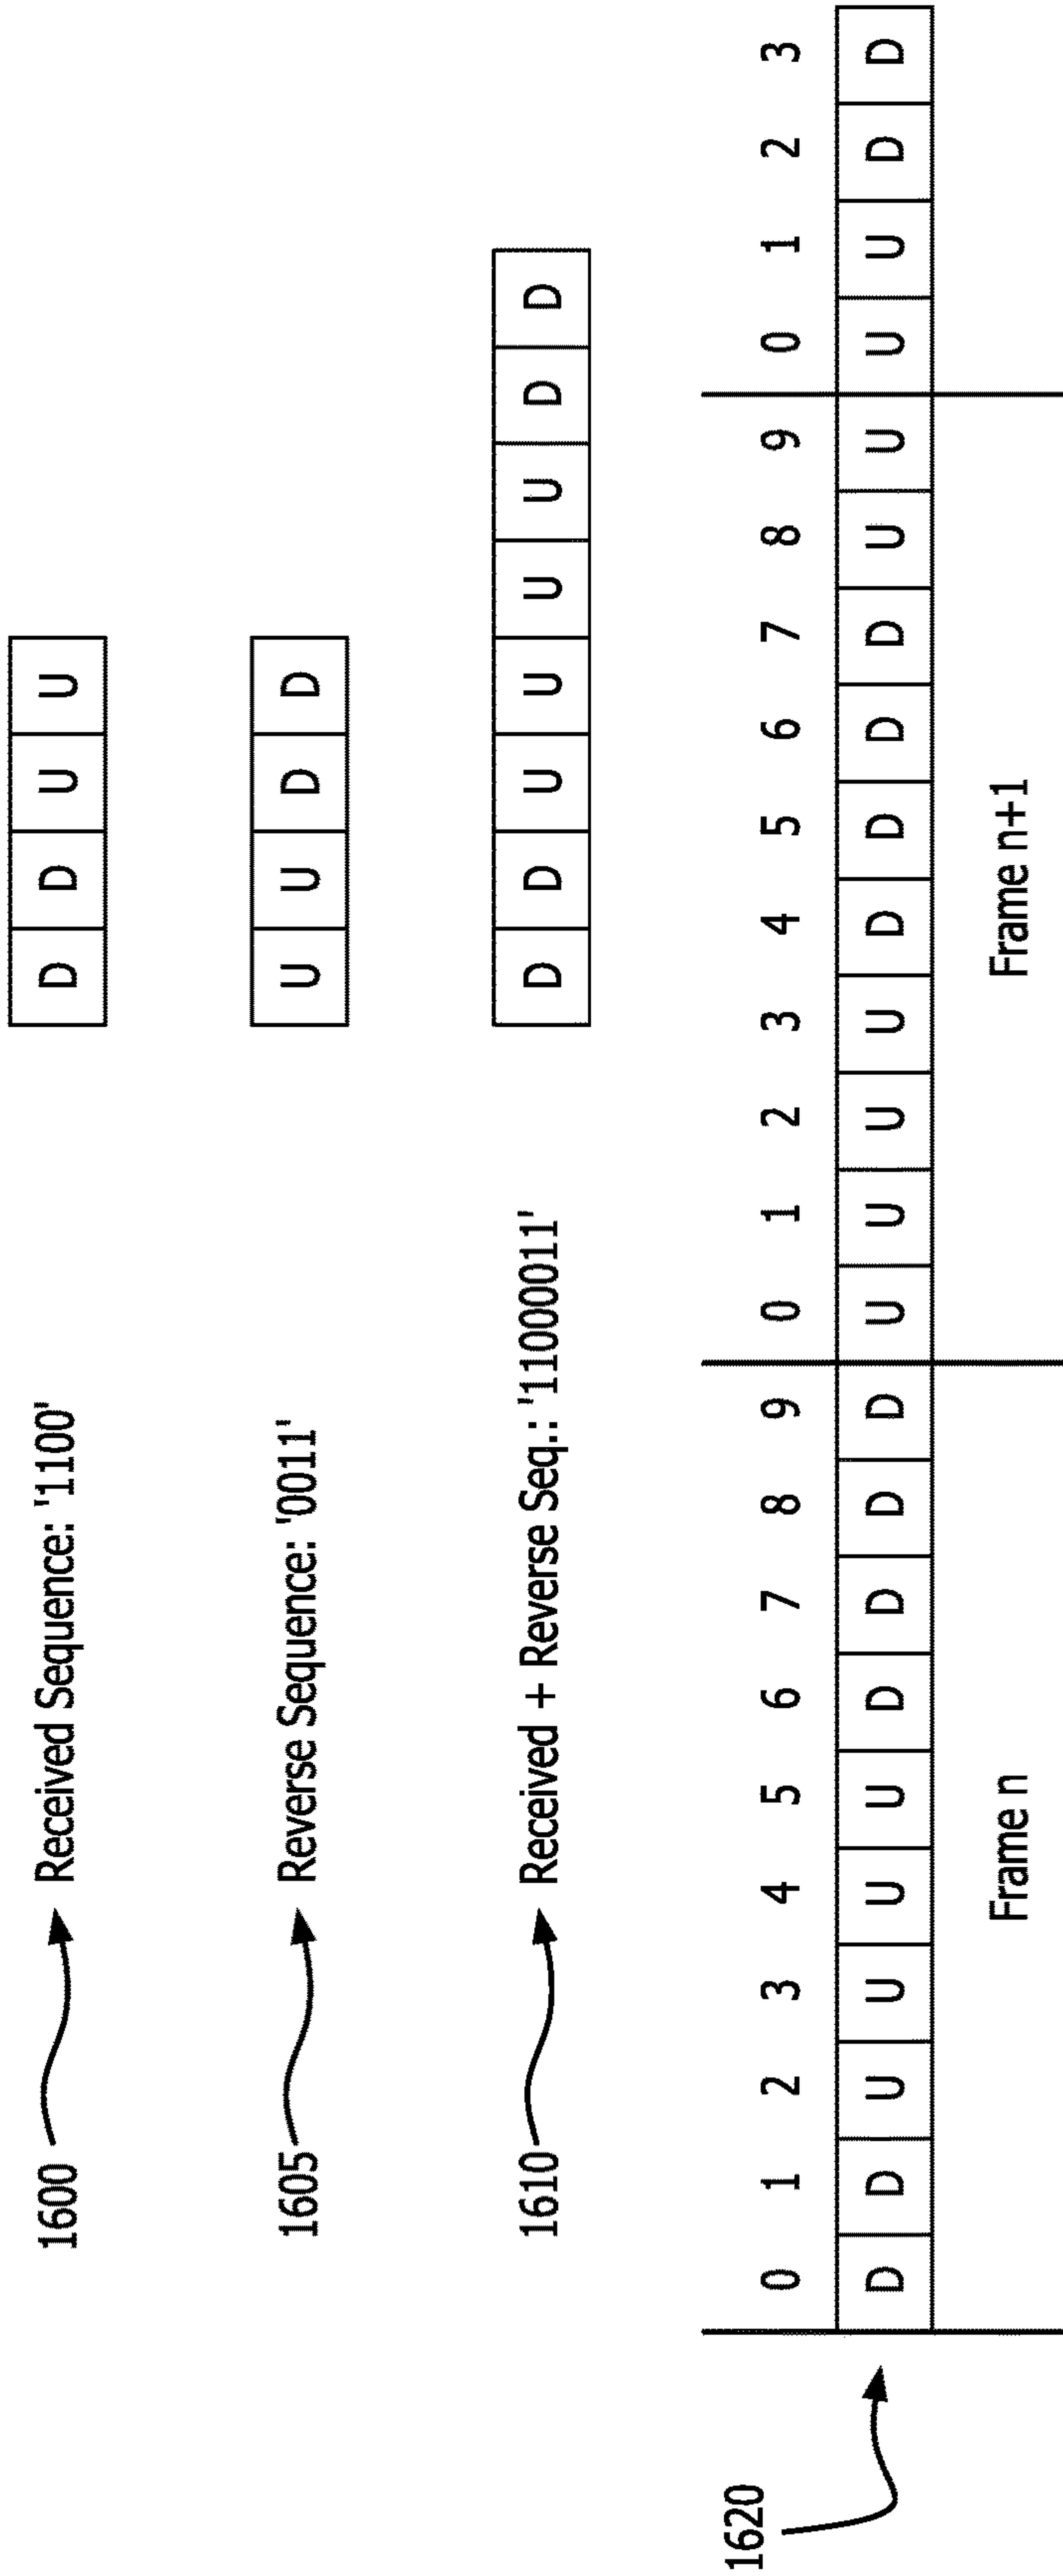 1600 Received Sequence: '1100' D D U U
1605 Reverse Sequence: '0011' U U D D
1610 Received + Reverse Seq.: '11000011' D D U U U U D D
1620
0 1 2 3 4 5 6 7 8 9 0 1 2 3 4 5 6 7 8 9 0 1 2 3
D D U U U U D D D D U U U U D D D D U U U U D D
Frame n Frame n+1